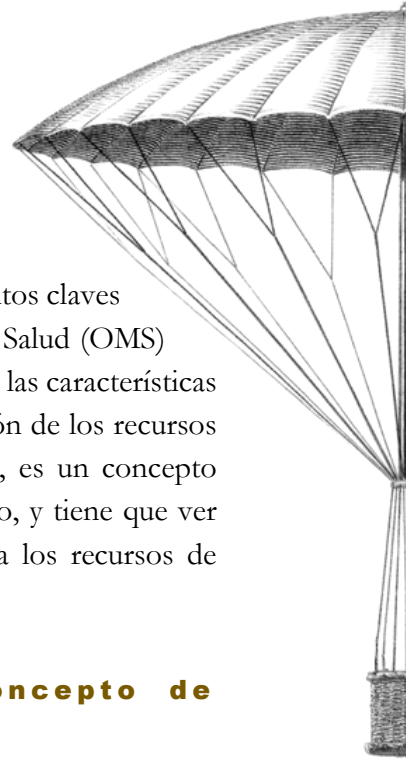 tos claves
Salud (OMS)
las características
ón de los recursos
, es un concepto
o, y tiene que ver
a los recursos de
oncepto de